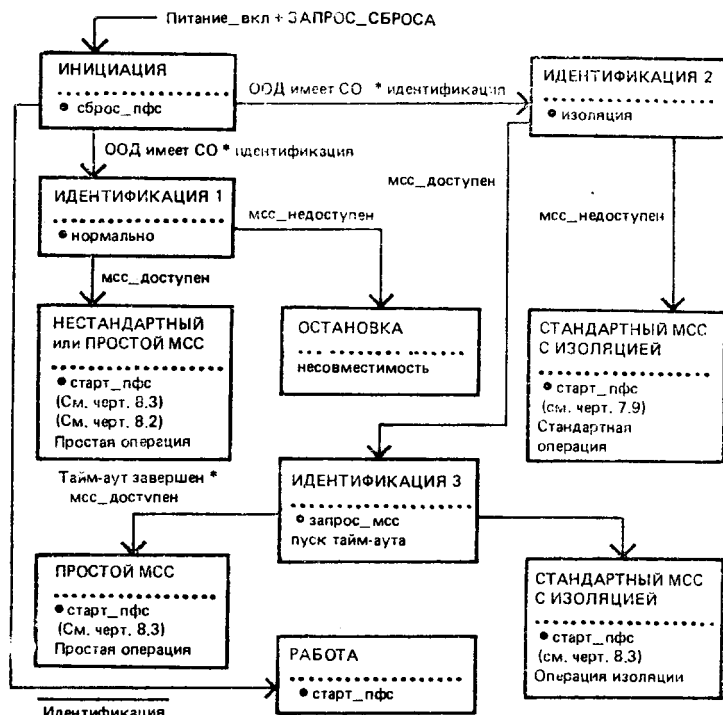 Питание_вкл + ЗАПРОС_СБРОСА
ИНИЦИАЦИЯ
сброс_пфс
ООД имеет СО * идентификация
ИДЕНТИФИКАЦИЯ 2
изоляция
ООД имеет СО * идентификация
ИДЕНТИФИКАЦИЯ 1
нормально
мсс_доступен
мсс_недоступен
мсс_недоступен
мсс_доступен
НЕСТАНДАРТНЫЙ
или ПРОСТОЙ МСС
старт_пфс
(См. черт. 8.3)
(См. черт. 8.2)
Простая операция
ОСТАНОВКА
несовместимость
СТАНДАРТНЫЙ МСС
С ИЗОЛЯЦИЕЙ
старт_пфс
(см. черт. 7.9)
Стандартная
операция
Тайм-аут завершен *
мсс_доступен
ИДЕНТИФИКАЦИЯ 3
запрос_мсс
пуск тайм-аута
ПРОСТОЙ МСС
старт_пфс
(См. черт. 8.3)
Простая операция
СТАНДАРТНЫЙ МСС
С ИЗОЛЯЦИЕЙ
старт_пфс
(см. черт. 8.3)
Операция изоляции
РАБОТА
старт_пфс
Идентификация